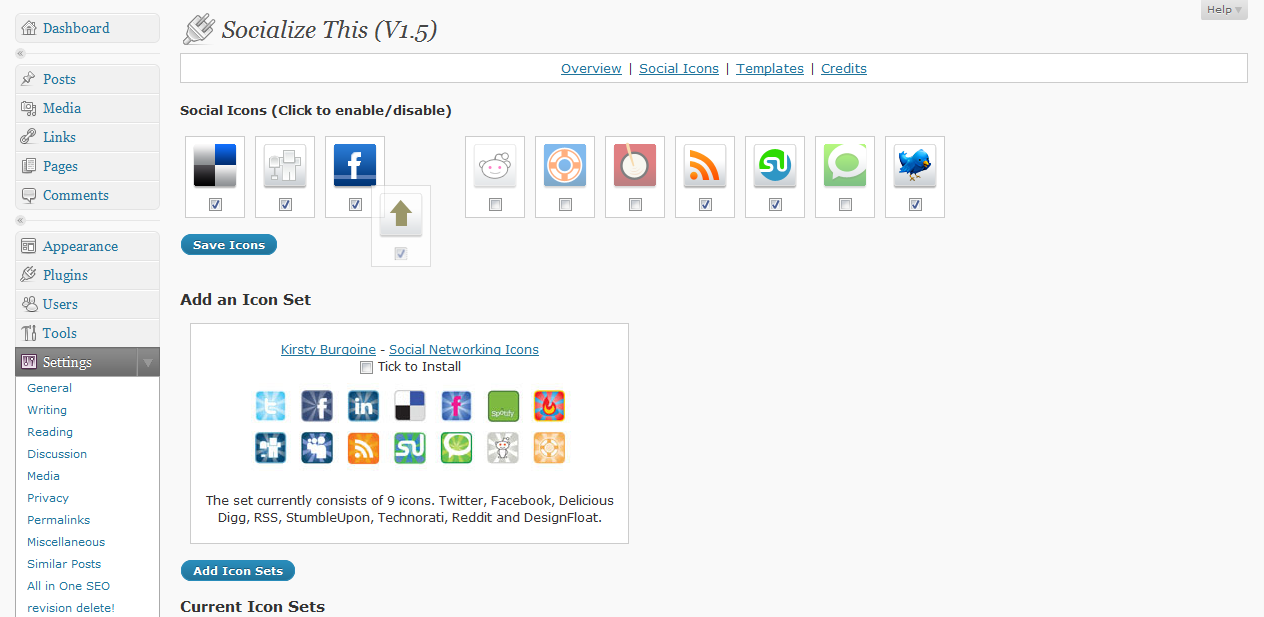 Help
Dashboard
Posts
Media
Links
Pages
Comments
Appearance
Plugins
Users
Tools
Settings
General
Writing
Reading
Discussion
Media
Privacy
Permalinks
Miscellaneous
Similar Posts
All in One SEO
revision delete!
Socialize This (V1.5)
Overview | Social Icons | Templates | Credits
Social Icons (Click to enable/disable)
Save Icons
Add an Icon Set
Kirsty Burgoine - Social Networking Icons
Tick to Install
Spotify
The set currently consists of 9 icons. Twitter, Facebook, Delicious
Digg, RSS, StumbleUpon, Technorati, Reddit and DesignFloat.
Add Icon Sets
Current Icon Sets